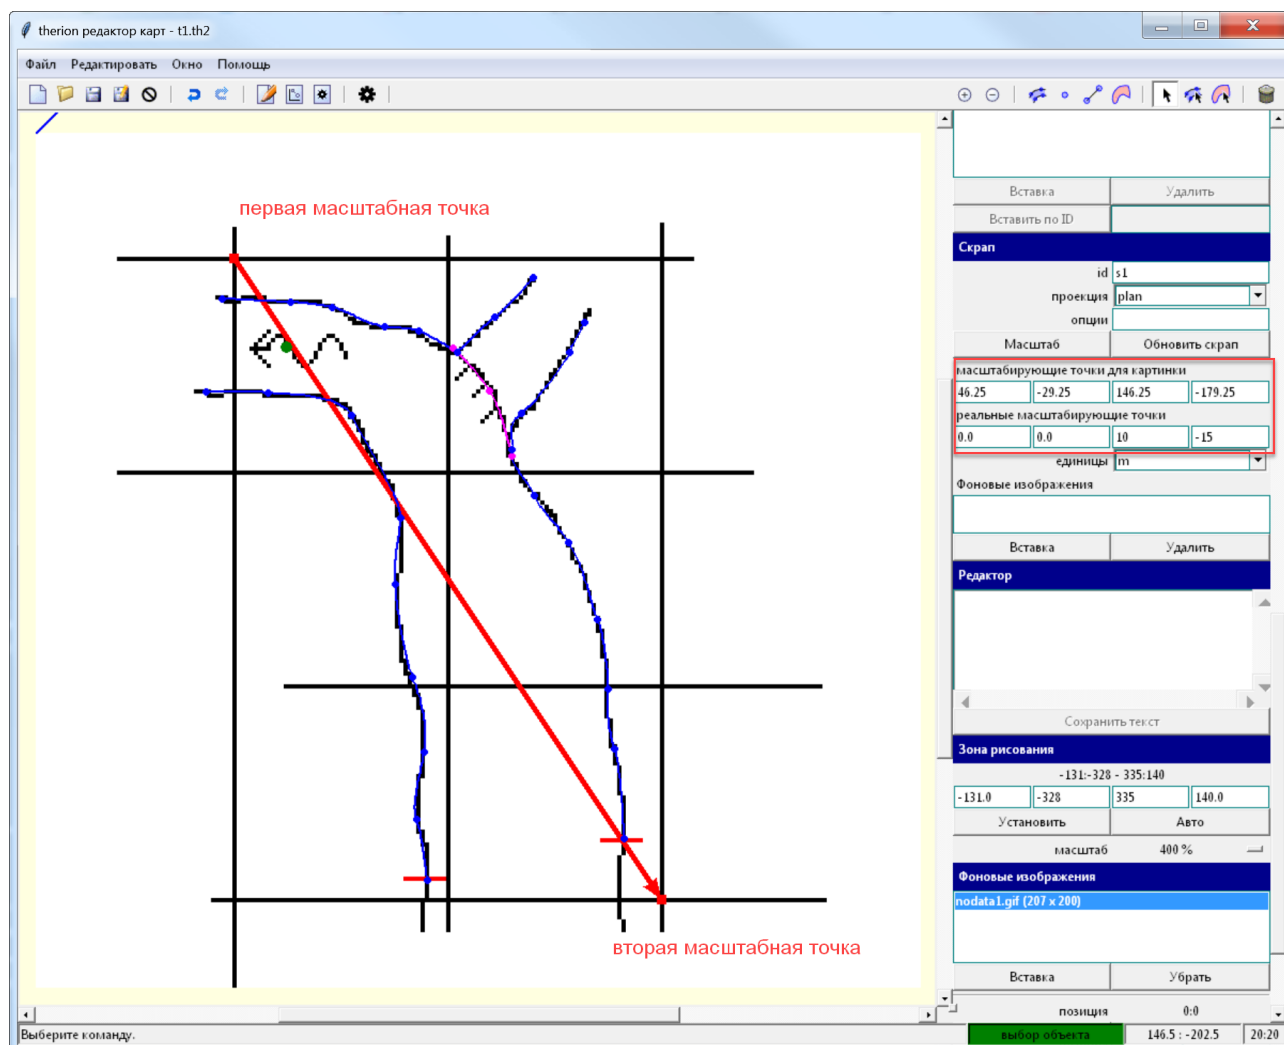 therion редактор карт - t1.th2
Файл Редактировать Окно Помощь
первая масштабная точка
вторая масштабная точка
Вставка Удалить
Вставить по ID
Скрап
id s1
проекция plan
опции
Масштаб Обновить скрап
масштабирующие точки для картинки
46.25 -29.25 146.25 -179.25
реальные масштабирующие точки
0.0 0.0 10 -15
единицы m
Фоновые изображения
Вставка Удалить
Редактор
Сохранить текст
Зона рисования
-131:-328 - 335:140
-131.0 -328 335 140.0
Установить Авто
масштаб 400 %
Фоновые изображения
nodata1.gif (207 x 200)
Вставка Убрать
позиция 0:0
Выберите команду. выбор объекта 146.5 : -202.5 20:20